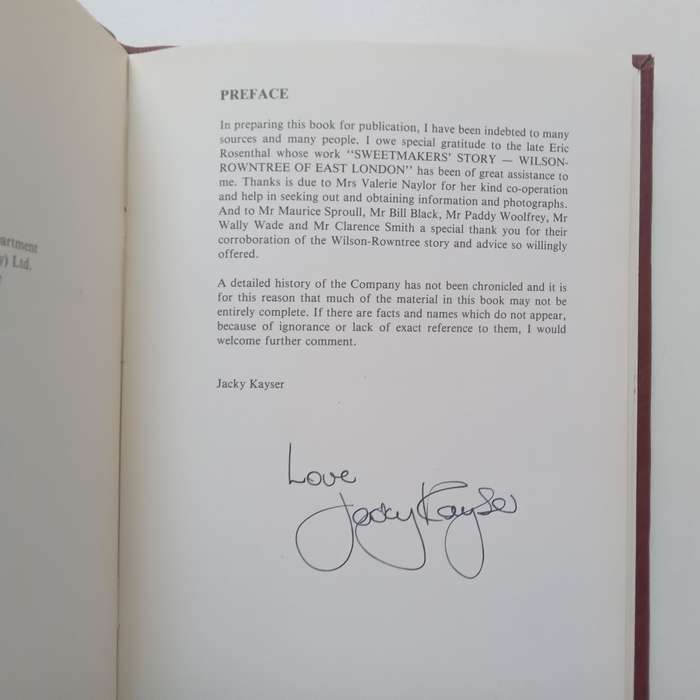 artment
y) Ltd.
PREFACE
In preparing this book for publication, I have been indebted to many
sources and many people. I owe special gratitude to the late Eric
Rosenthal whose work "SWEETMAKERS' STORY — WILSON-
ROWNTREE OF EAST LONDON" has been of great assistance to
me. Thanks is due to Mrs Valerie Naylor for her kind co-operation
and help in seeking out and obtaining information and photographs.
And to Mr Maurice Sproull, Mr Bill Black, Mr Paddy Woolfrey, Mr
Wally Wade and Mr Clarence Smith a special thank you for their
corroboration of the Wilson-Rowntree story and advice so willingly
offered.
A detailed history of the Company has not been chronicled and it is
for this reason that much of the material in this book may not be
entirely complete. If there are facts and names which do not appear,
because of ignorance or lack of exact reference to them, I would
welcome further comment.
Jacky Kayser
Love
Jacky Kayser